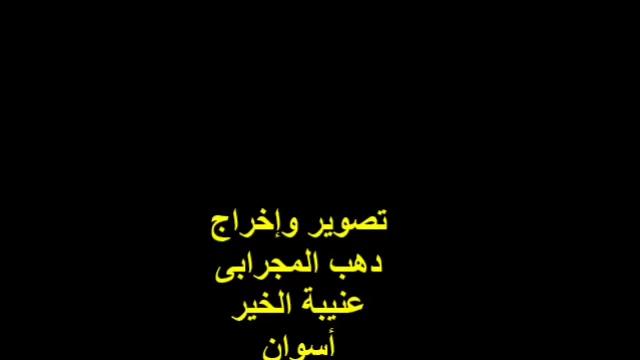 تصوير وإخراج
دهب المجرابى
عنيبة الخير
أسوان